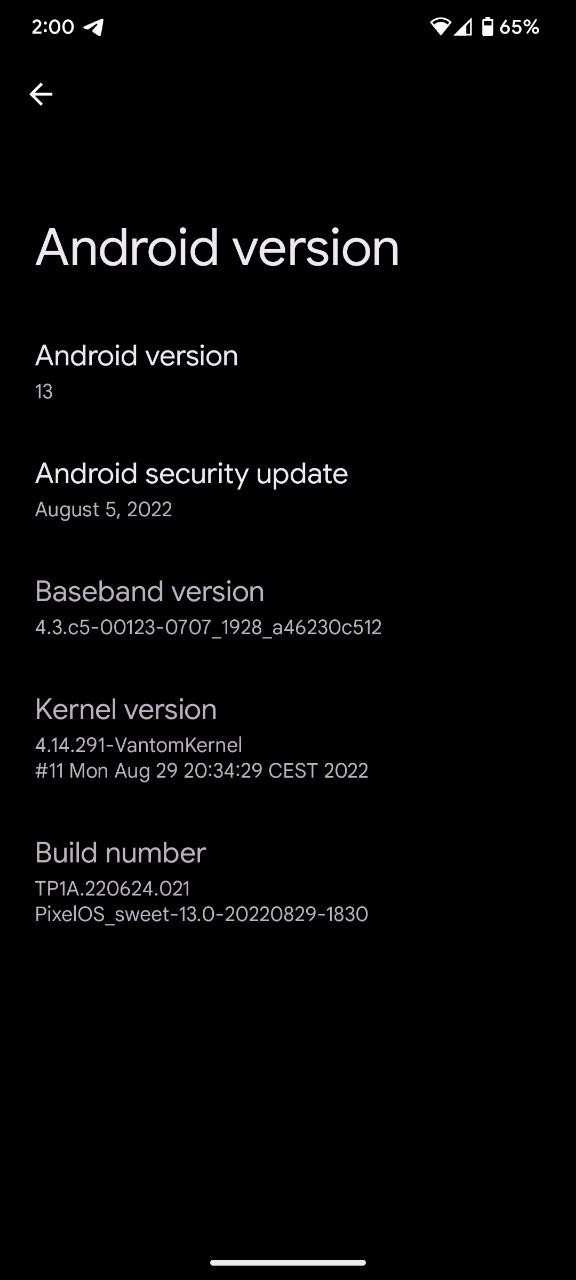 2:00 65%
Android version
Android version
13
Android security update
August 5, 2022
Baseband version
4.3.c5-00123-0707_1928_a46230c512
Kernel version
4.14.291-VantomKernel
#11 Mon Aug 29 20:34:29 CEST 2022
Build number
TP1A.220624.021
PixelOS_sweet-13.0-20220829-1830